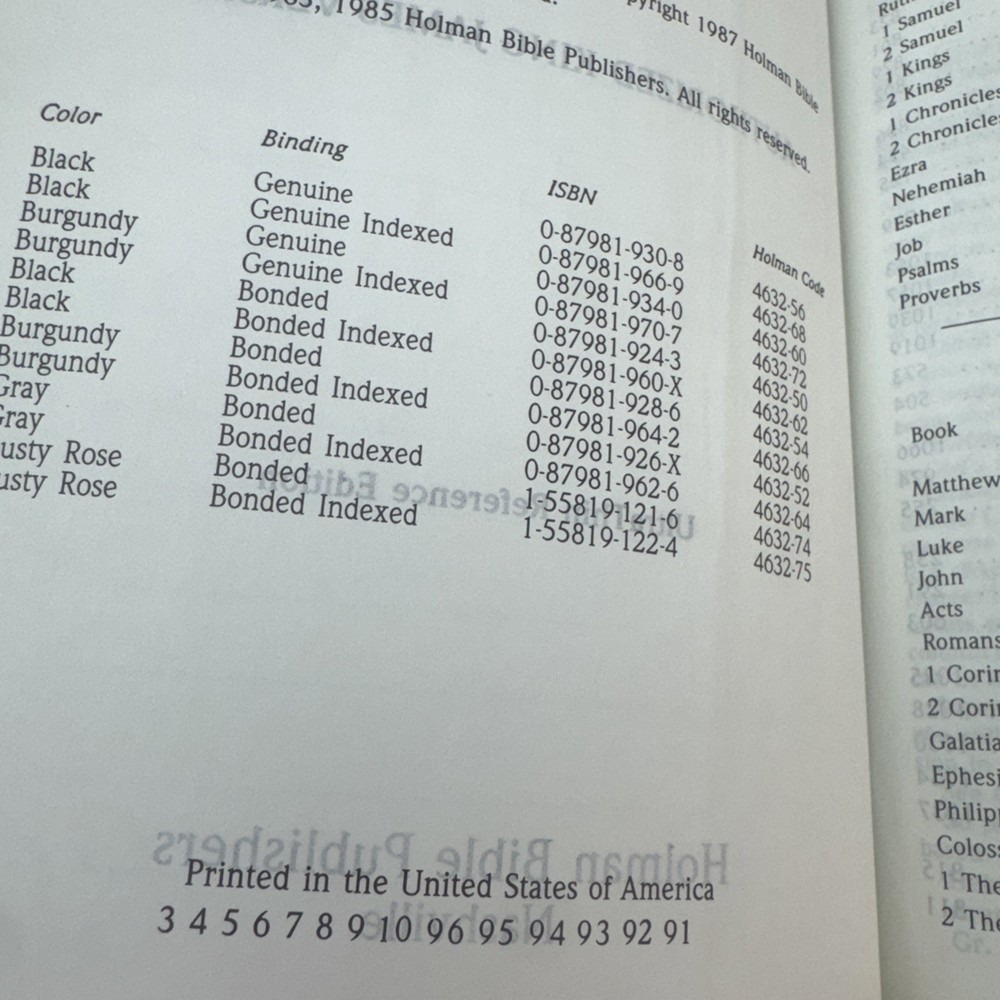 pyright 1987 Holman Bible
1985 Holman Bible Publishers. All rights reserved.
Color Binding ISBN Holman Code
Black Genuine 0-87981-930-8 4632-56
Black Genuine Indexed 0-87981-966-9 4632-68
Burgundy Genuine 0-87981-934-0 4632-60
Burgundy Genuine Indexed 0-87981-970-7 4632-72
Black Bonded 0-87981-924-3 4632-50
Black Bonded Indexed 0-87981-960-X 4632-62
Burgundy Bonded 0-87981-928-6 4632-54
Burgundy Bonded Indexed 0-87981-964-2 4632-66
Gray Bonded 0-87981-926-X 4632-52
Gray Bonded Indexed 0-87981-962-6 4632-64
usty Rose Bonded 1-55819-121-6 4632-74
usty Rose Bonded Indexed 1-55819-122-4 4632-75
Printed in the United States of America
3 4 5 6 7 8 9 10 96 95 94 93 92 91
1 Samuel
2 Samuel
1 Kings
2 Kings
1 Chronicles
2 Chronicle
Ezra
Nehemiah
Esther
Job
Psalms
Proverbs
Book
Matthew
Mark
Luke
John
Acts
Romans
1 Corin
2 Corin
Galatia
Ephesi
Philipp
Coloss
1 The
2 The